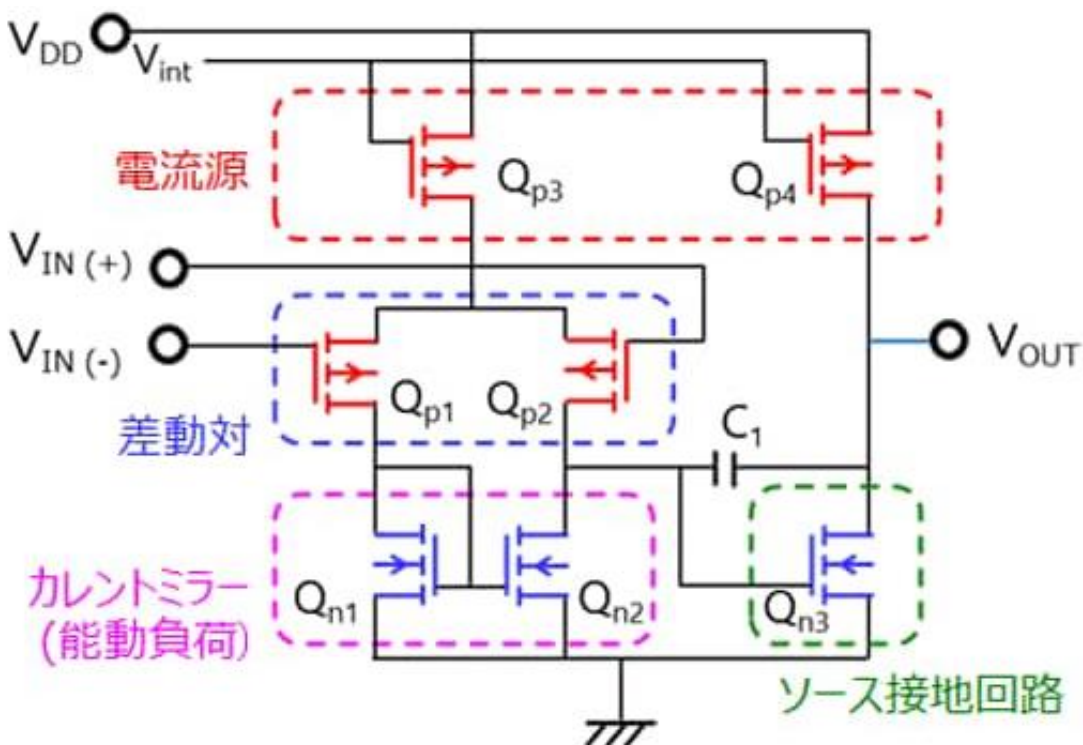 VDD
Vint
電流源
Qp3
Qp4
VIN (+)
VIN (-)
VOUT
Qp1
Qp2
差動対
C1
カレントミラー
(能動負荷)
Qn1
Qn2
Qn3
ソース接地回路